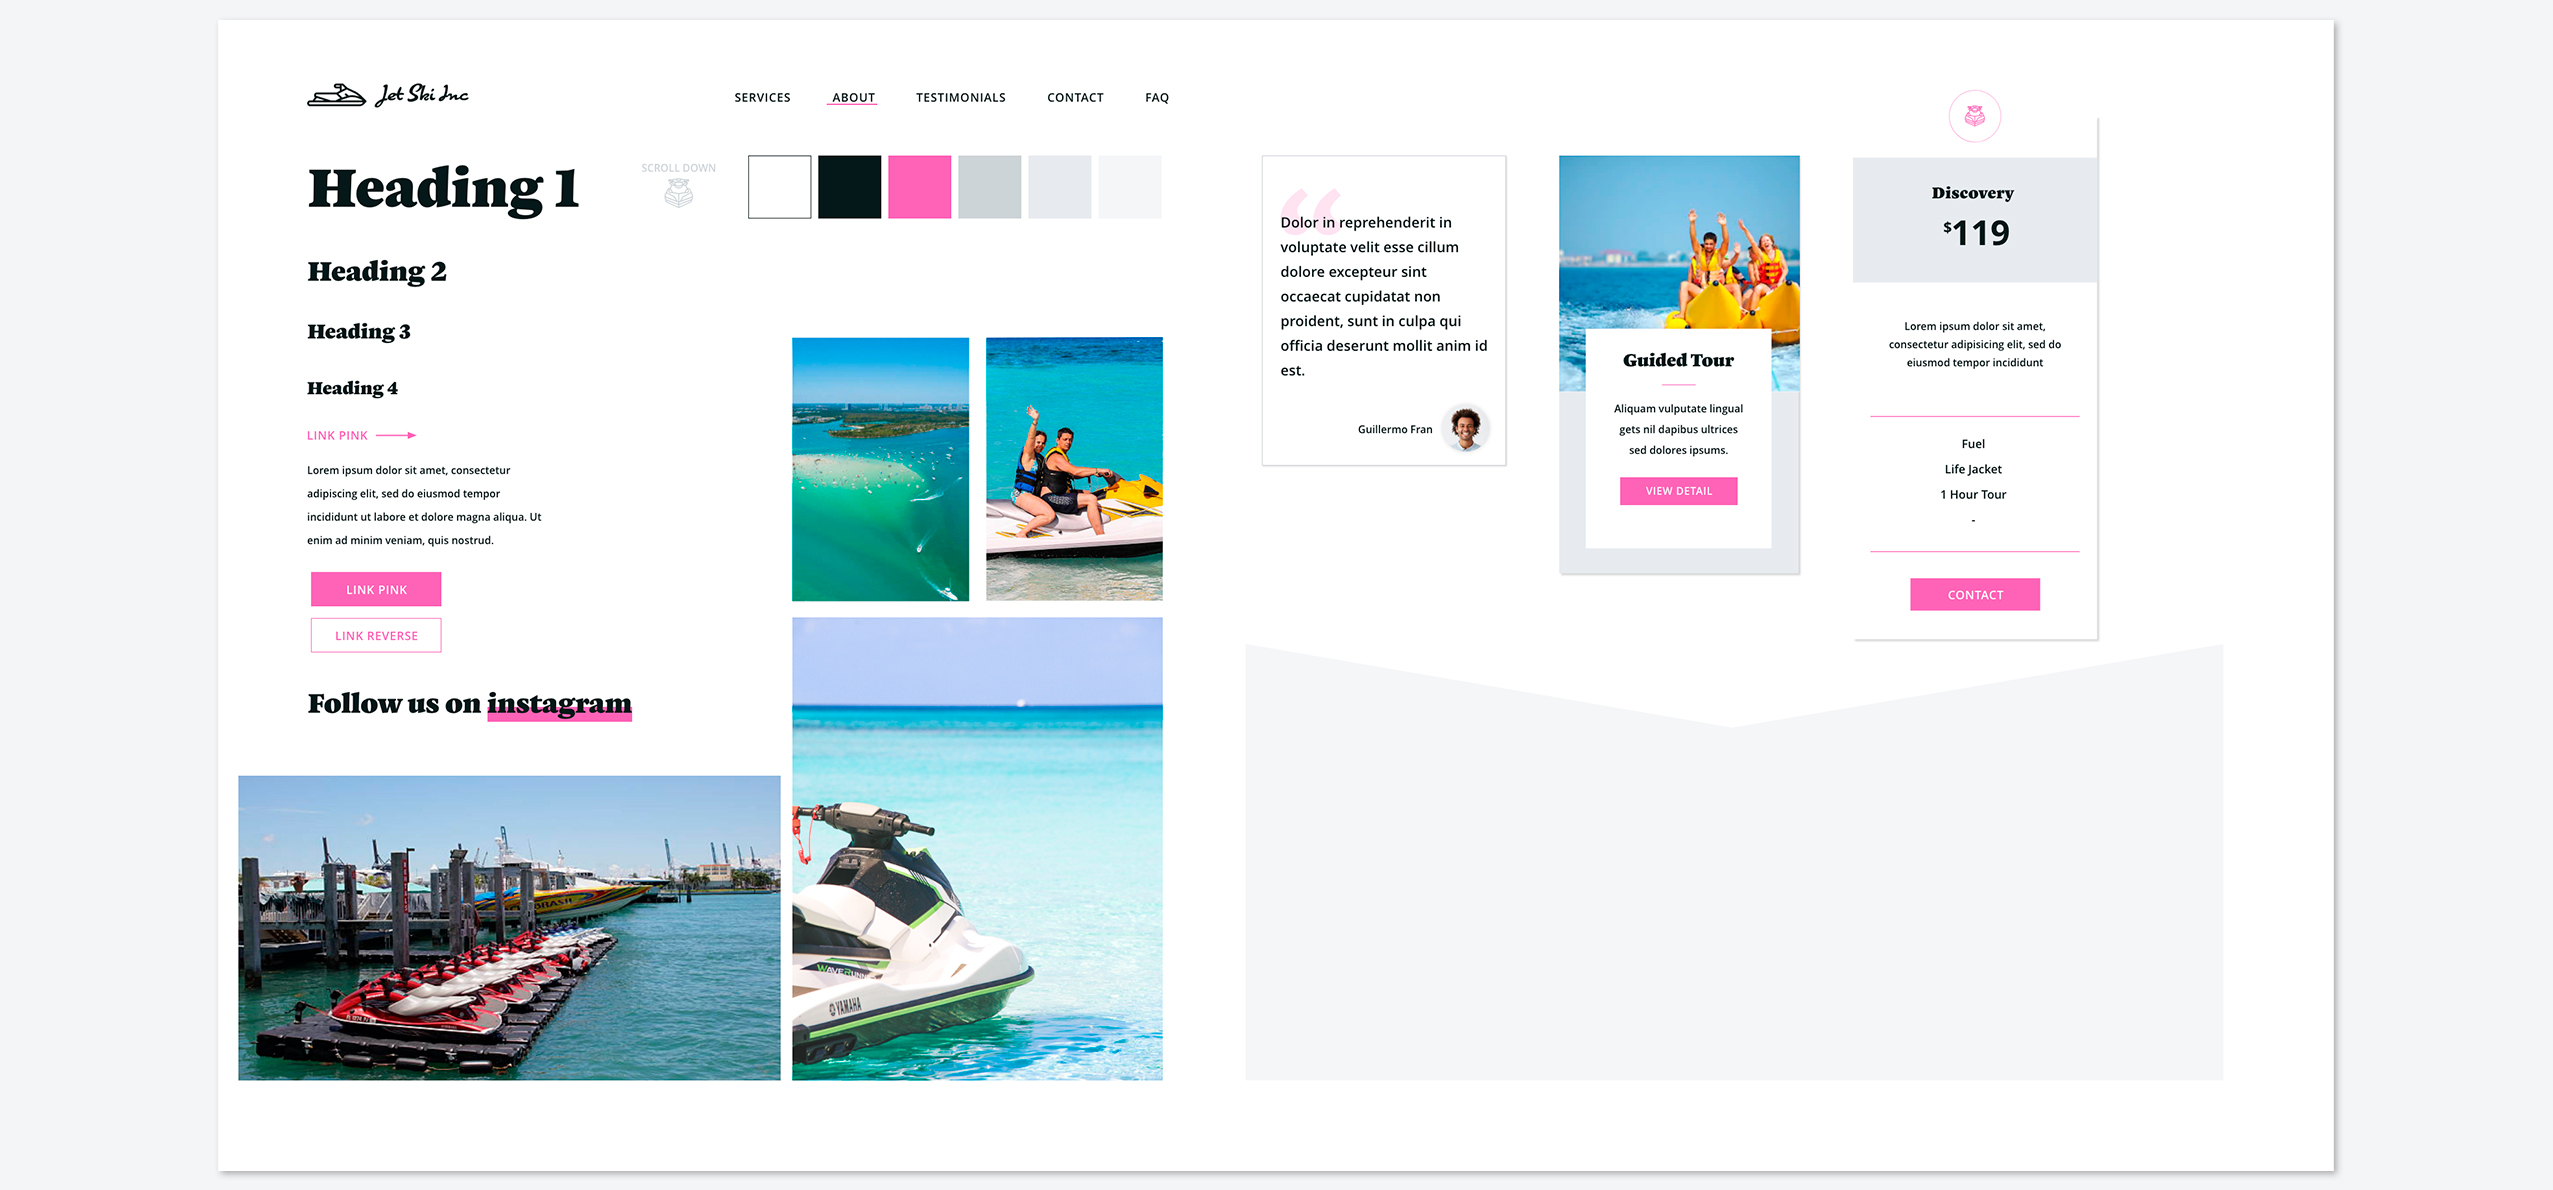 Jet Ski Inc
SERVICES
ABOUT
TESTIMONIALS
CONTACT
FAQ
Heading 1
SCROLL DOWN
Heading 2
Heading 3
Heading 4
LINK PINK
Lorem ipsum dolor sit amet, consectetur
adipiscing elit, sed do eiusmod tempor
incididunt ut labore et dolore magna aliqua. Ut
enim ad minim veniam, quis nostrud.
LINK PINK
LINK REVERSE
Follow us on instagram
WAVERUNNER
YAMAHA
“
Dolor in reprehenderit in
voluptate velit esse cillum
dolore excepteur sint
occaecat cupidatat non
proident, sunt in culpa qui
officia deserunt mollit anim id
est.
Guillermo Fran
Guided Tour
Aliquam vulputate lingual
gets nil dapibus ultrices
sed dolores ipsums.
VIEW DETAIL
Discovery
$119
Lorem ipsum dolor sit amet,
consectetur adipisicing elit, sed do
eiusmod tempor incididunt
Fuel
Life Jacket
1 Hour Tour
-
CONTACT